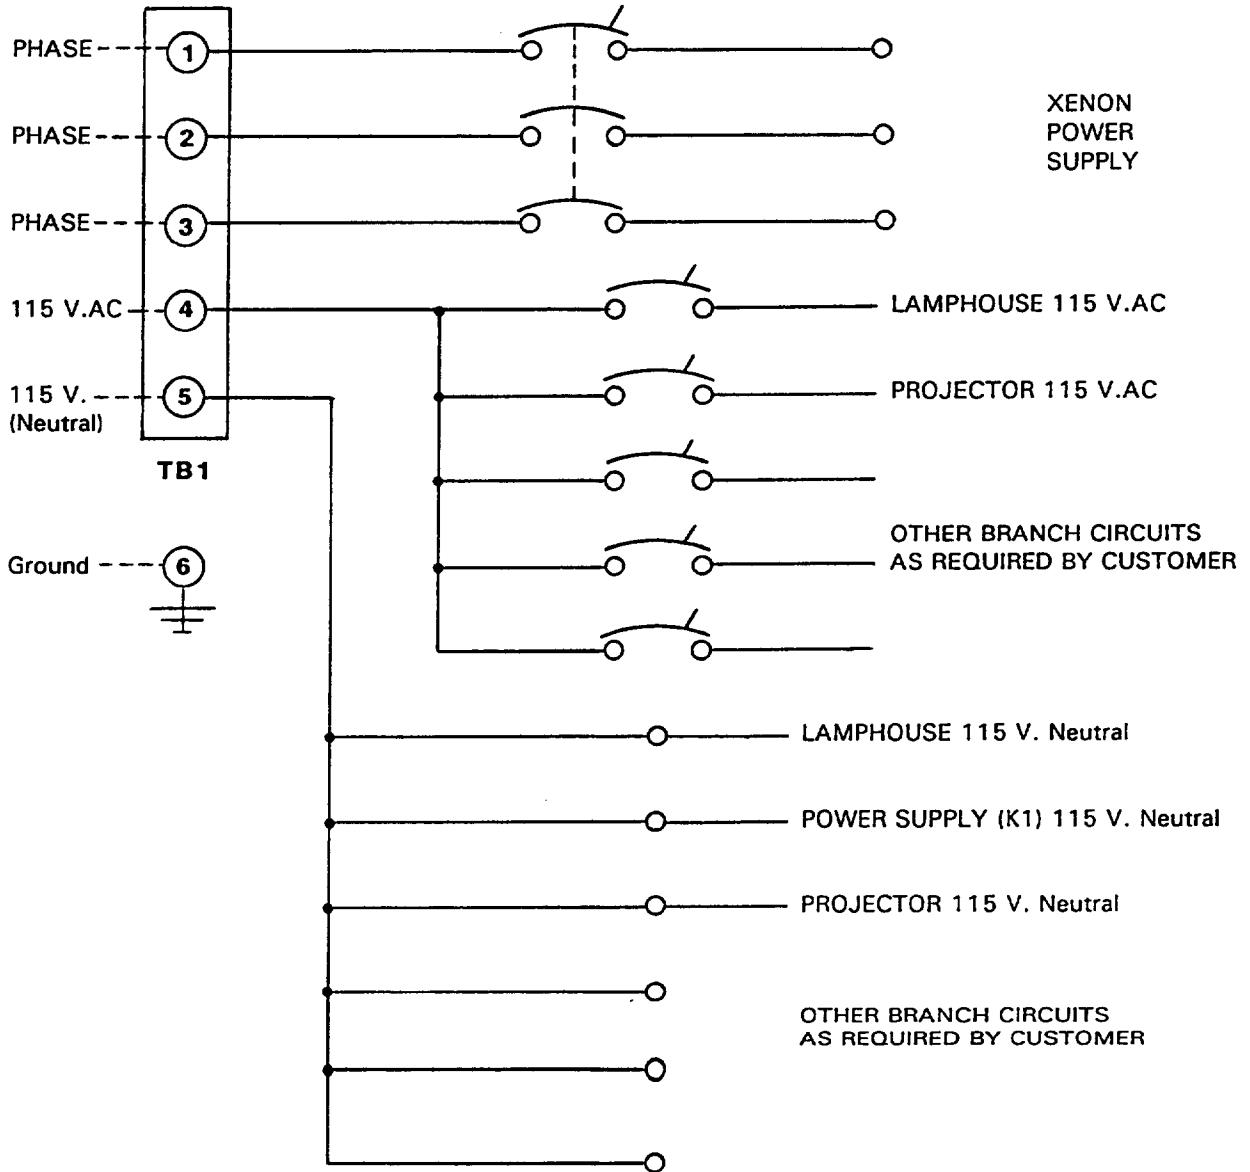 PHASE
1
PHASE
2
PHASE
3
XENON
POWER
SUPPLY
115 V.AC
4
LAMPHOUSE 115 V.AC
115 V.
(Neutral)
5
PROJECTOR 115 V.AC
TB1
OTHER BRANCH CIRCUITS
AS REQUIRED BY CUSTOMER
Ground
6
LAMPHOUSE 115 V. Neutral
POWER SUPPLY (K1) 115 V. Neutral
PROJECTOR 115 V. Neutral
OTHER BRANCH CIRCUITS
AS REQUIRED BY CUSTOMER